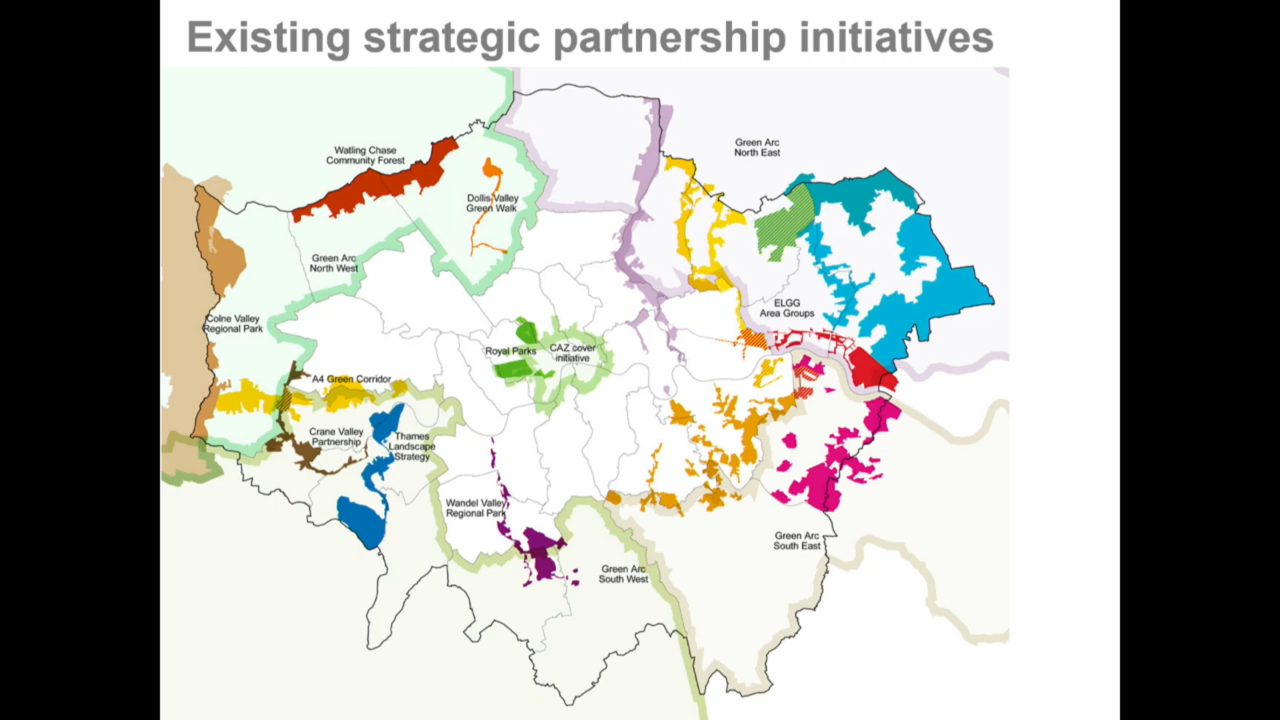 Existing strategic partnership initiatives
Green Arc
North East
Watling Chase
Community Forest
Dollis Valley
Green Walk
Green Arc
North West
ELGG
Area Groups
Colne Valley
Regional Park
Royal Parks
CAZ cover
initiative
A4 Green Corridor
Crane Valley
Partnership
Thames
Landscape
Strategy
Wandel Valley
Regional Park
Green Arc
South East
Green Arc
South West